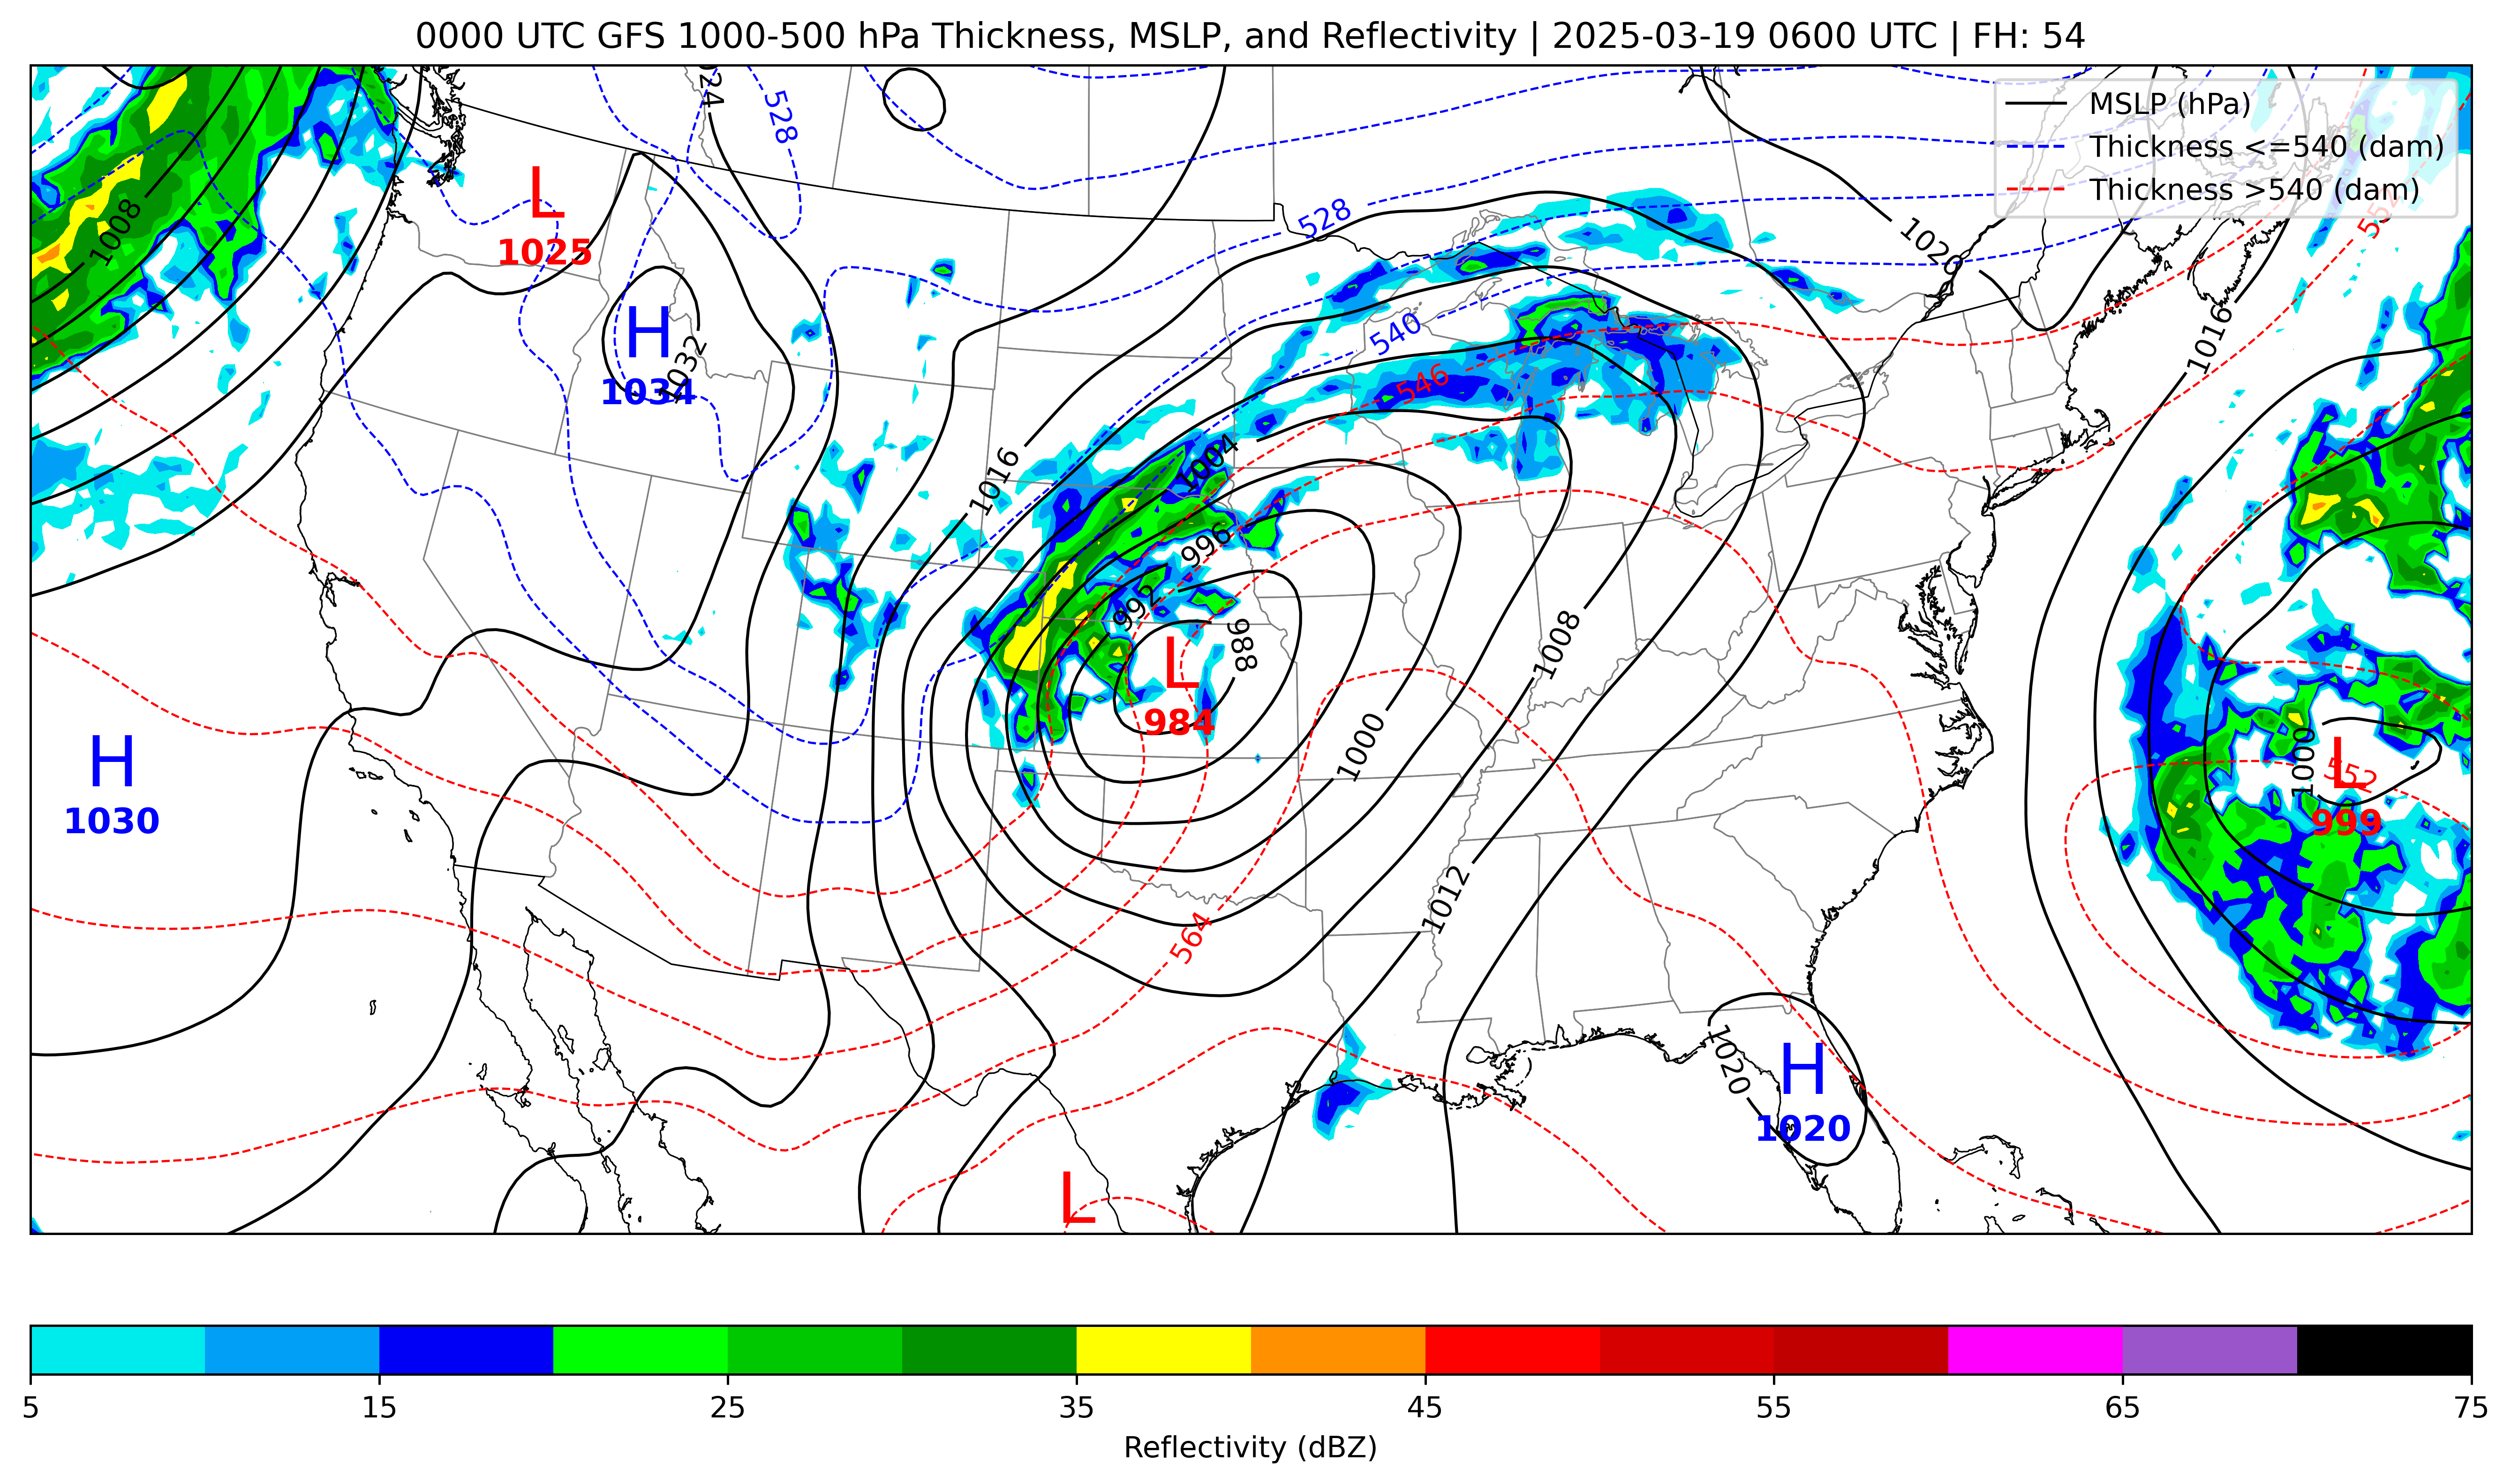 0000 UTC GFS 1000-500 hPa Thickness, MSLP, and Reflectivity | 2025-03-19 0600 UTC | FH: 54
MSLP (hPa)
Thickness <=540 (dam)
Thickness >540 (dam)
528
1008
L
1025
528
1020
H
1034
1032
540
546
1016
1016
1004
996
992
988
L
984
1008
1000
H
1030
1000
L
552
999
1012
564
1020
H
1020
L
5 15 25 35 45 55 65 75
Reflectivity (dBZ)